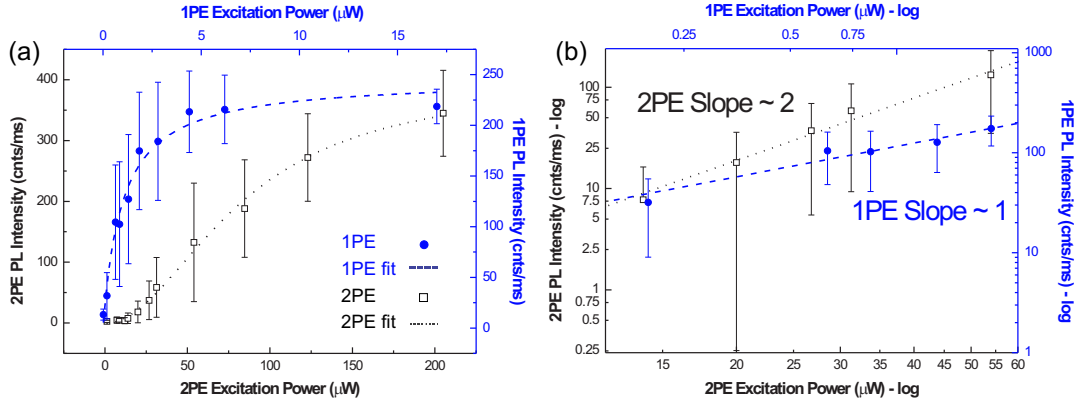 1PE Excitation Power (μW)
0 5 10 15
(a)
400
300
200
100
0
2PE PL Intensity (cnts/ms)
250
200
150
100
50
0
1PE PL Intensity (cnts/ms)
1PE
1PE fit
2PE
2PE fit
0 50 100 150 200
2PE Excitation Power (μW)
1PE Excitation Power (μW) - log
0.25 0.5 0.75
(b)
100
75
50
25
10
7.5
5
2.5
1
0.75
0.5
0.25
2PE PL Intensity (cnts/ms) - log
2PE Slope ~ 2
1PE Slope ~ 1
1000
100
10
1
1PE PL Intensity (cnts/ms) - log
15 20 25 30 35 40 45 50 55 60
2PE Excitation Power (μW) - log